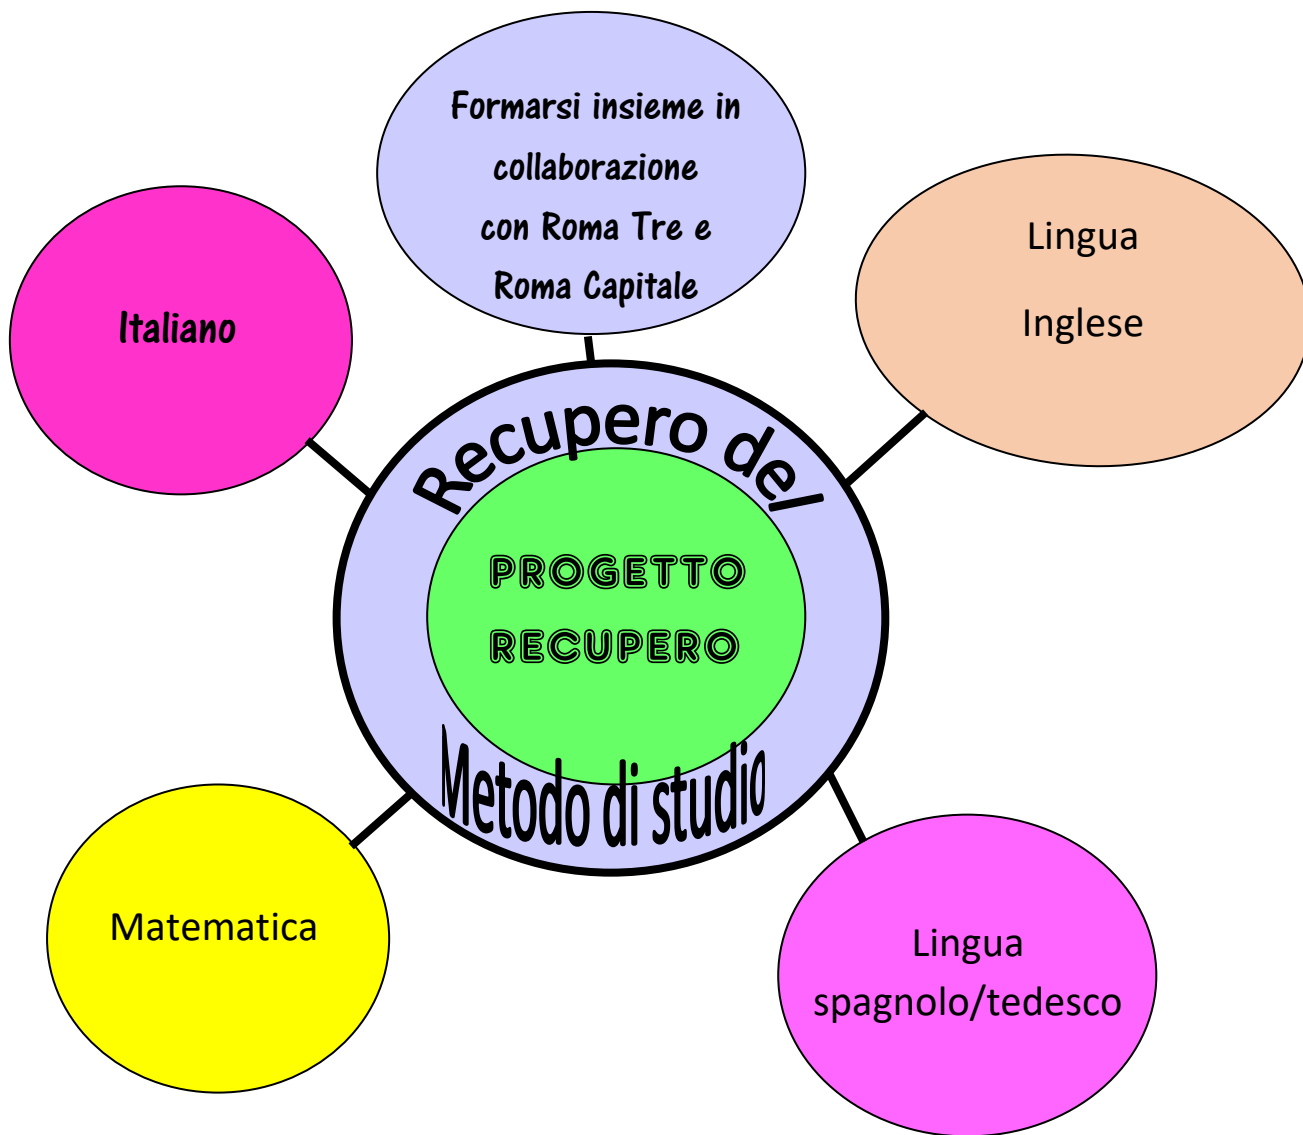 Formarsi insieme in
collaborazione
con Roma Tre e
Roma Capitale
Lingua
Inglese
Italiano
Recupero del
PROGETTO
RECUPERO
Metodo di studio
Matematica
Lingua
spagnolo/tedesco